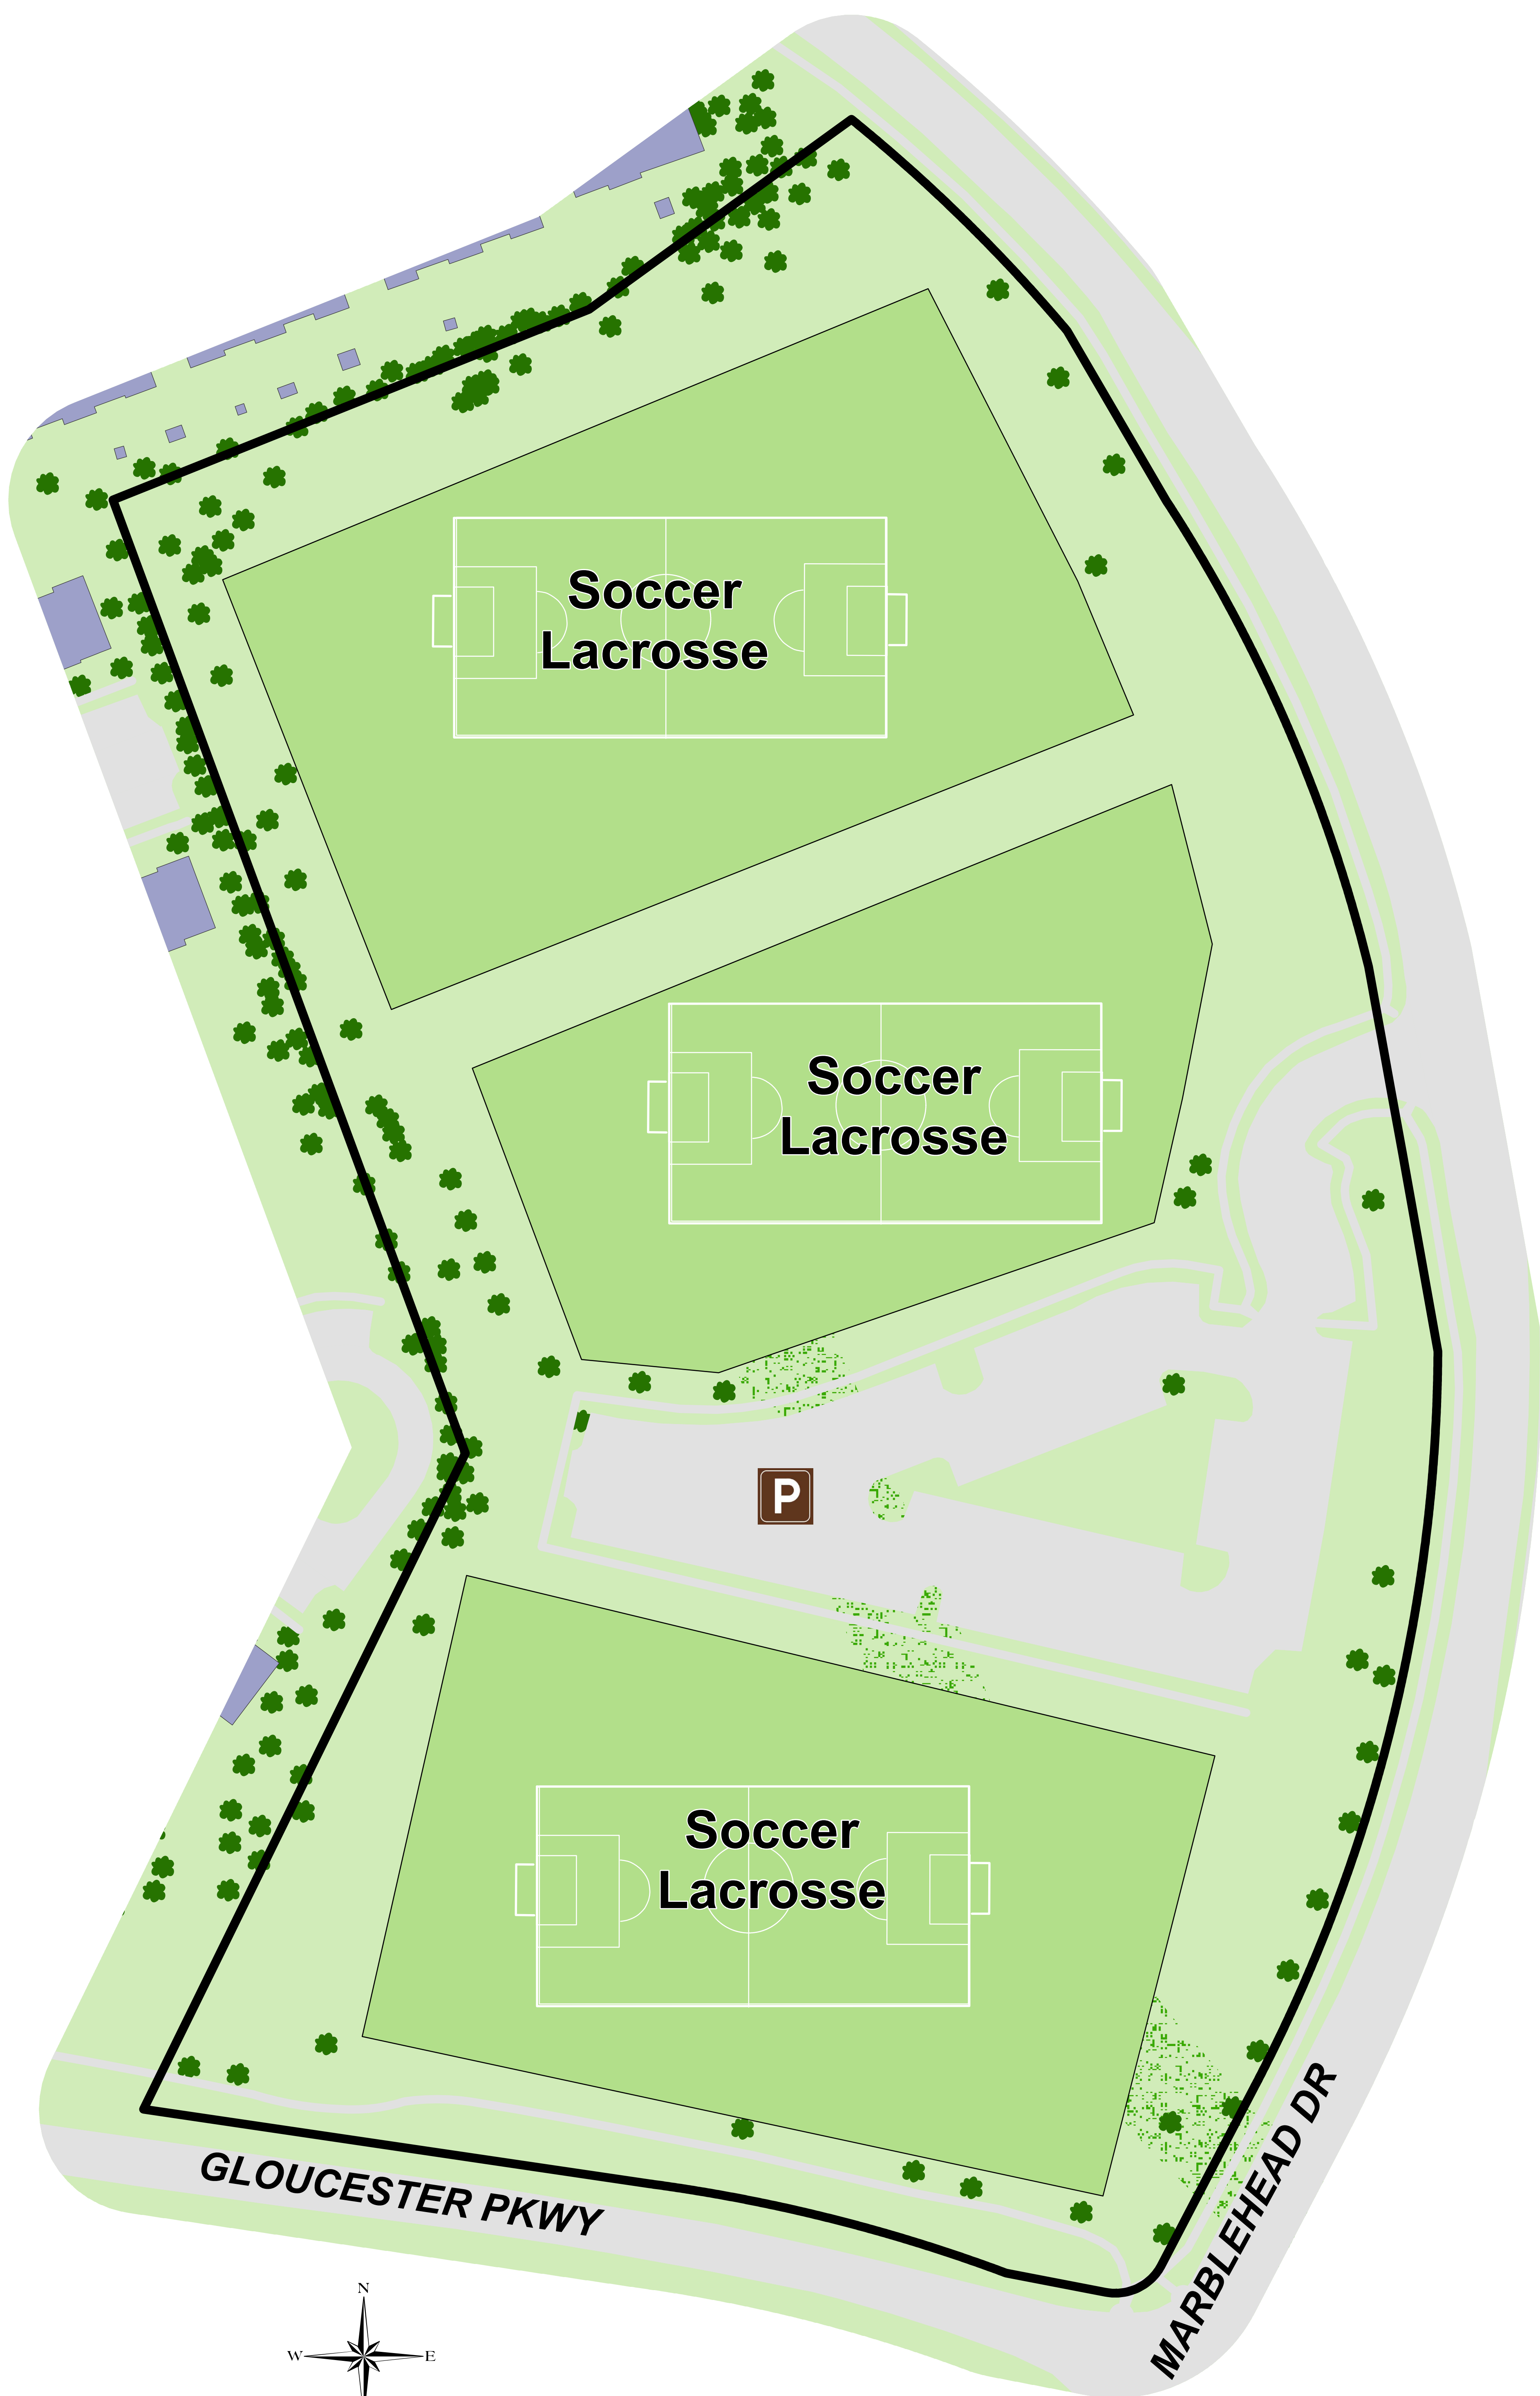 Soccer
Lacrosse
Soccer
Lacrosse
P
Soccer
Lacrosse
GLOUCESTER PKWY
MARBLEHEAD DR
N
W
E